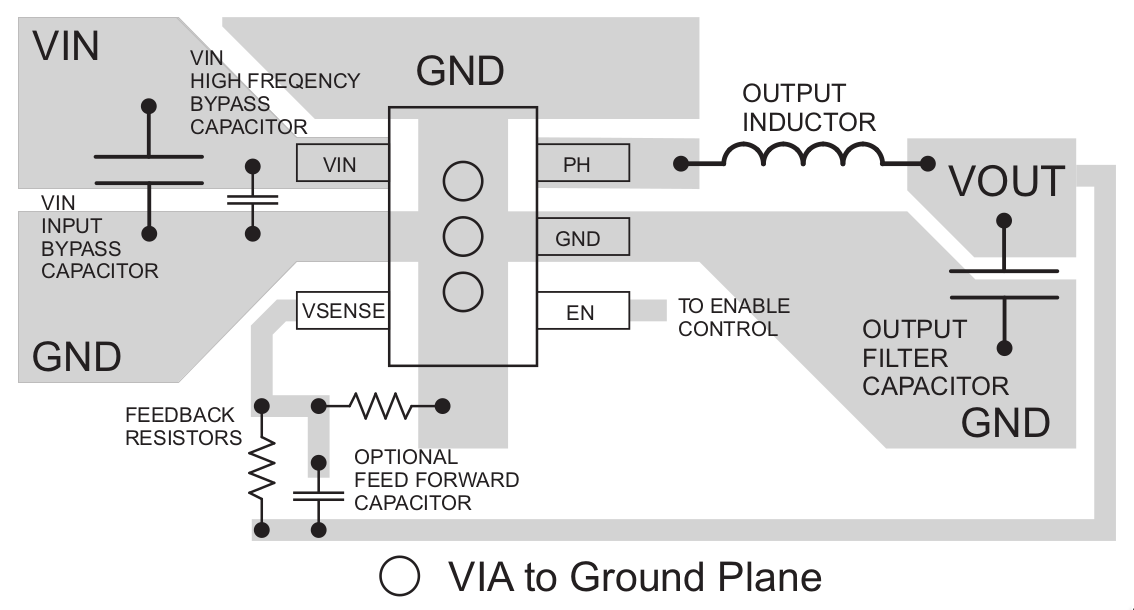 VIN
VIN
HIGH FREQENCY
BYPASS
CAPACITOR
GND
OUTPUT
INDUCTOR
VIN
PH
VOUT
VIN
INPUT
BYPASS
CAPACITOR
GND
VSENSE
EN
TO ENABLE
CONTROL
GND
OUTPUT
FILTER
CAPACITOR
GND
FEEDBACK
RESISTORS
OPTIONAL
FEED FORWARD
CAPACITOR
VIA to Ground Plane